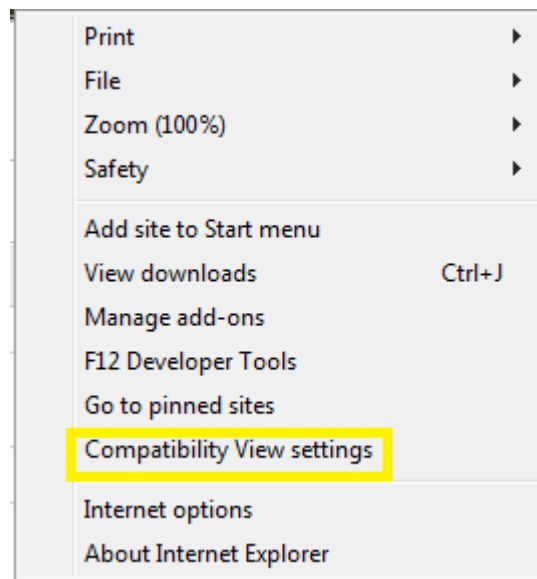 Print
File
Zoom (100%)
Safety
Add site to Start menu
View downloads Ctrl+J
Manage add-ons
F12 Developer Tools
Go to pinned sites
Compatibility View settings
Internet options
About Internet Explorer